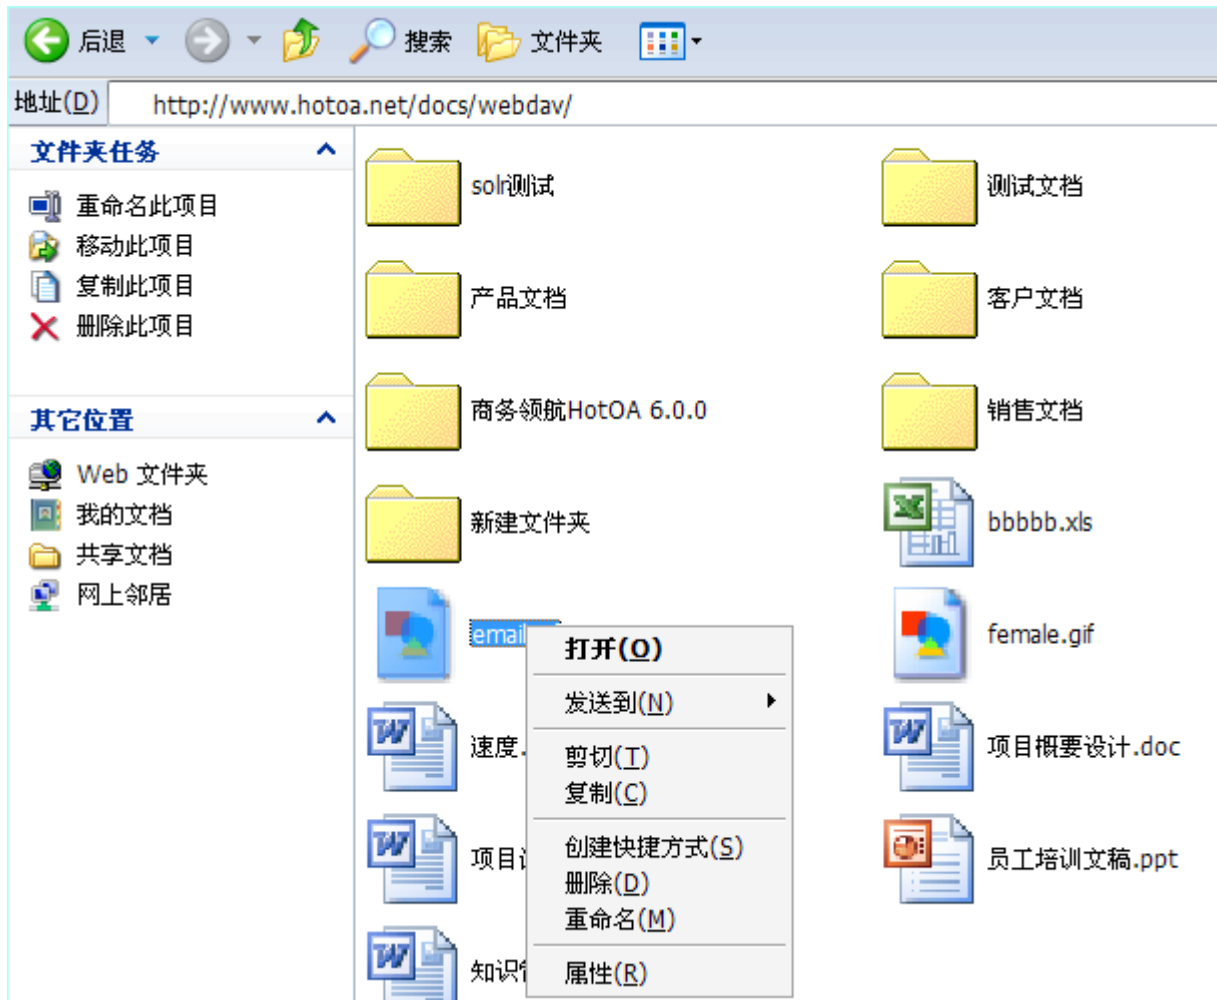 后退 搜索 文件夹
地址(D) http://www.hotoa.net/docs/webdav/
文件夹任务
重命名此项目
移动此项目
复制此项目
删除此项目
其它位置
Web 文件夹
我的文档
共享文档
网上邻居
solr测试
测试文档
产品文档
客户文档
商务领航HotOA 6.0.0
销售文档
新建文件夹
bbbbb.xls
email
female.gif
速度.
项目概要设计.doc
项目
员工培训文稿.ppt
知识
打开(O)
发送到(N)
剪切(T)
复制(C)
创建快捷方式(S)
删除(D)
重命名(M)
属性(R)